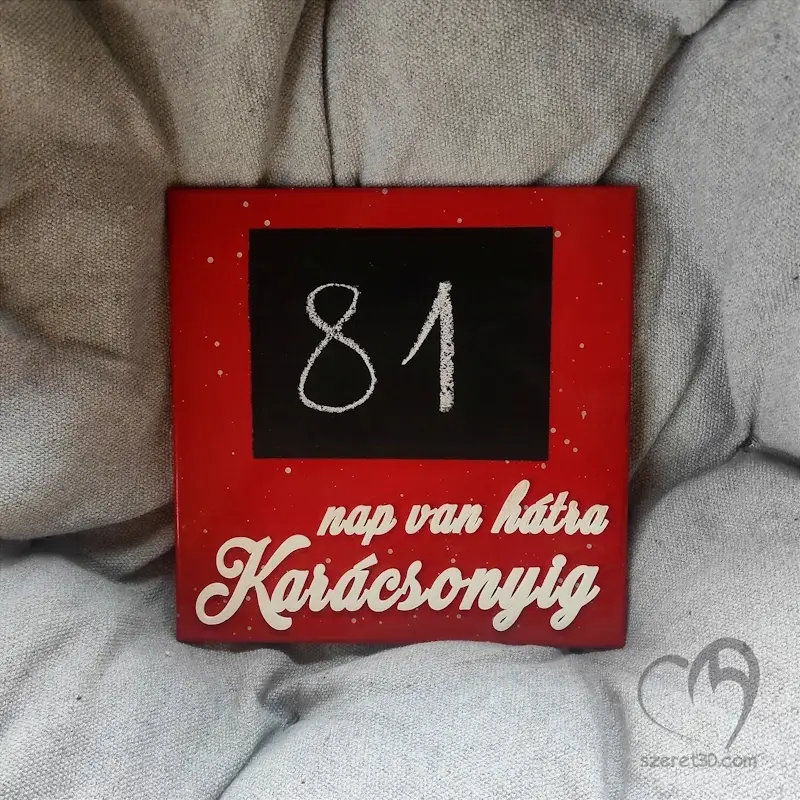 81
nap van hátra
Karácsonyig
szeret3D.com